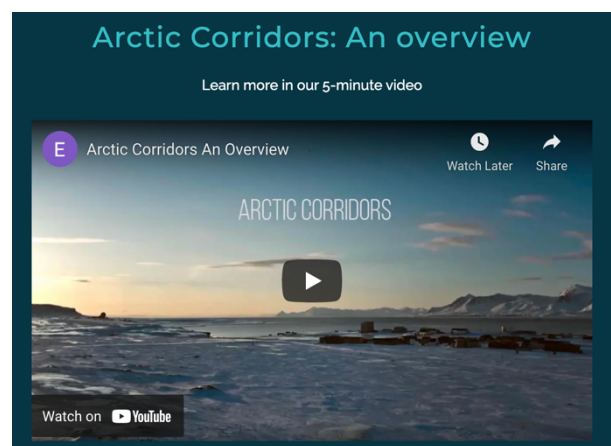 Arctic Corridors: An overview
Learn more in our 5-minute video
E
Arctic Corridors An Overview
Watch Later
Share
ARCTIC CORRIDORS
Watch on YouTube